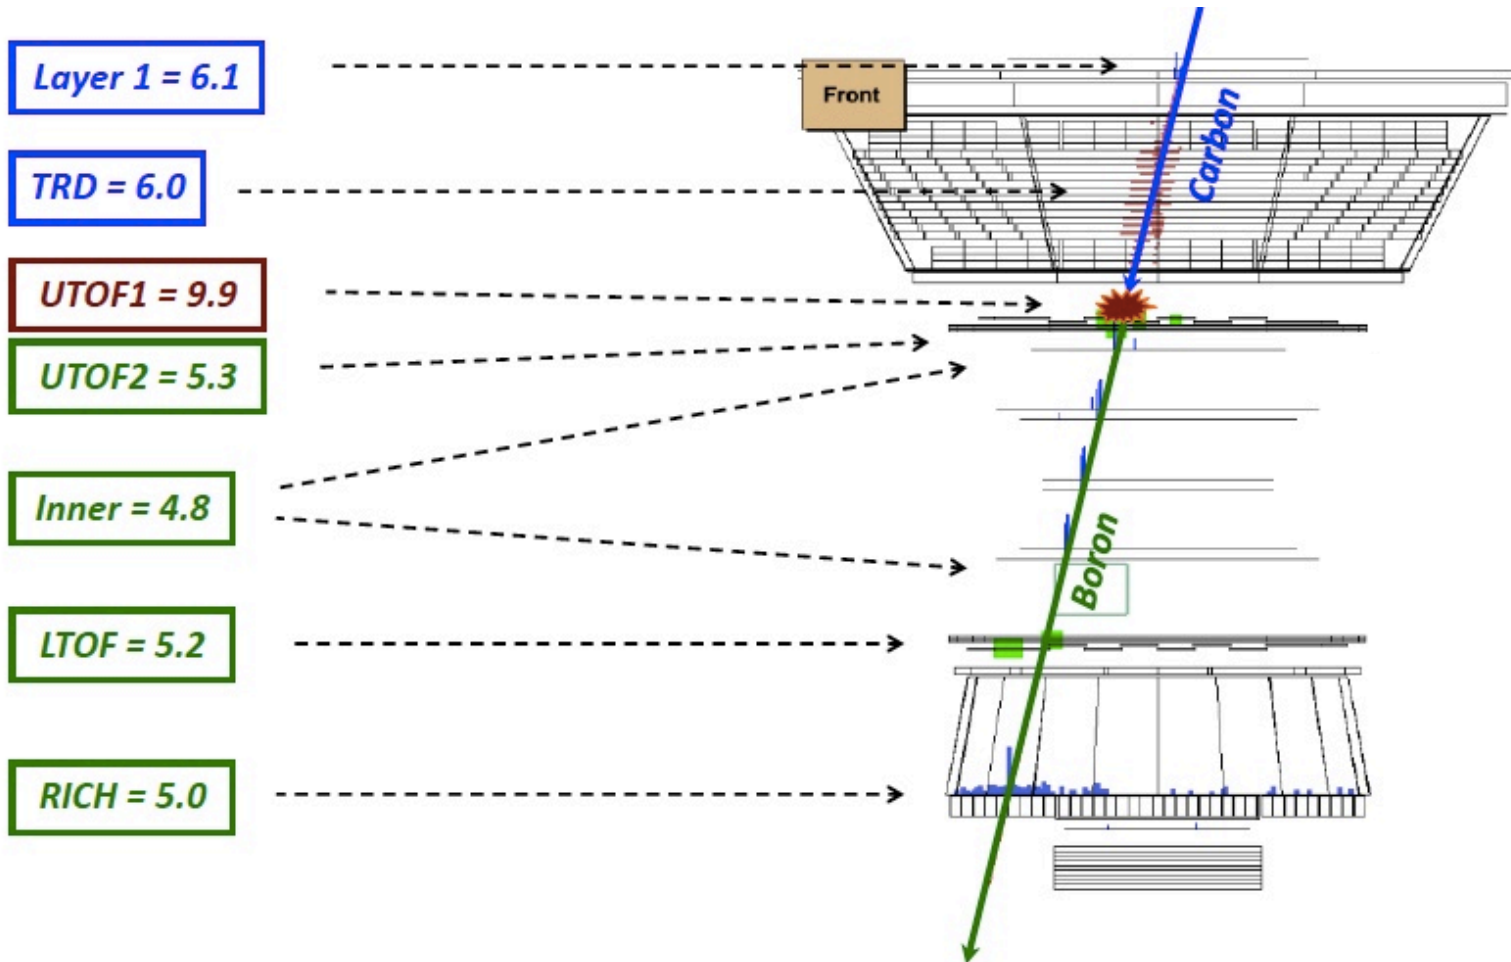 Layer 1 = 6.1
Front
Carbon
TRD = 6.0
UTOF1 = 9.9
UTOF2 = 5.3
Inner = 4.8
Boron
LTOF = 5.2
RICH = 5.0